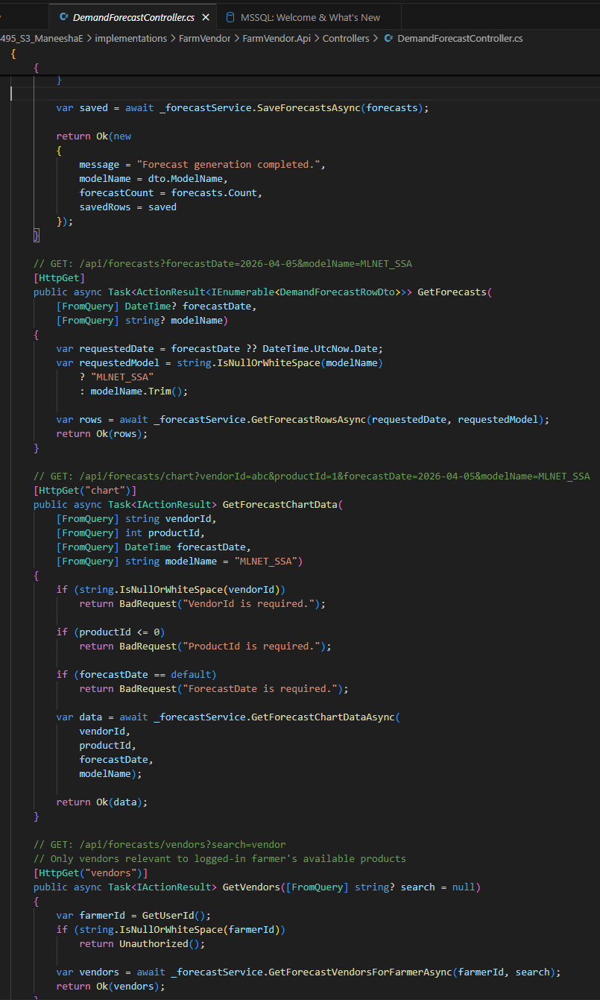 DemandForecastController.cs × MSSQL: Welcome & What's New
495_S3_ManeeshaE > implementations > FarmVendor > FarmVendor.Api > Controllers > DemandForecastController.cs
{
    {
        }

        var saved = await _forecastService.SaveForecastsAsync(forecasts);

        return Ok(new
        {
            message = "Forecast generation completed.",
            modelName = dto.ModelName,
            forecastCount = forecasts.Count,
            savedRows = saved
        });
    }

    // GET: /api/forecasts?forecastDate=2026-04-05&modelName=MLNET_SSA
    [HttpGet]
    public async Task<ActionResult<IEnumerable<DemandForecastRowDto>>> GetForecasts(
        [FromQuery] DateTime? forecastDate,
        [FromQuery] string? modelName)
    {
        var requestedDate = forecastDate ?? DateTime.UtcNow.Date;
        var requestedModel = string.IsNullOrWhiteSpace(modelName)
            ? "MLNET_SSA"
            : modelName.Trim();

        var rows = await _forecastService.GetForecastRowsAsync(requestedDate, requestedModel);
        return Ok(rows);
    }

    // GET: /api/forecasts/chart?vendorId=abc&productId=1&forecastDate=2026-04-05&modelName=MLNET_SSA
    [HttpGet("chart")]
    public async Task<IActionResult> GetForecastChartData(
        [FromQuery] string vendorId,
        [FromQuery] int productId,
        [FromQuery] DateTime forecastDate,
        [FromQuery] string modelName = "MLNET_SSA")
    {
        if (string.IsNullOrWhiteSpace(vendorId))
            return BadRequest("VendorId is required.");

        if (productId <= 0)
            return BadRequest("ProductId is required.");

        if (forecastDate == default)
            return BadRequest("ForecastDate is required.");

        var data = await _forecastService.GetForecastChartDataAsync(
            vendorId,
            productId,
            forecastDate,
            modelName);

        return Ok(data);
    }

    // GET: /api/forecasts/vendors?search=vendor
    // Only vendors relevant to logged-in farmer's available products
    [HttpGet("vendors")]
    public async Task<IActionResult> GetVendors([FromQuery] string? search = null)
    {
        var farmerId = GetUserId();
        if (string.IsNullOrWhiteSpace(farmerId))
            return Unauthorized();

        var vendors = await _forecastService.GetForecastVendorsForFarmerAsync(farmerId, search);
        return Ok(vendors);
    }